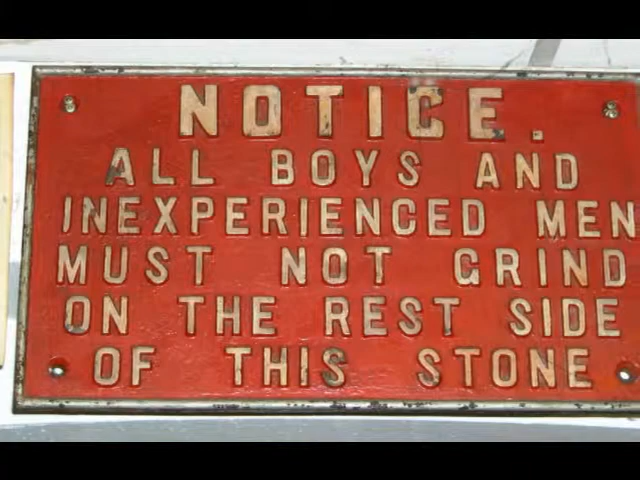 NOTICE.
ALL BOYS AND
INEXPERIENCED MEN
MUST NOT GRIND
ON THE REST SIDE
OF THIS STONE